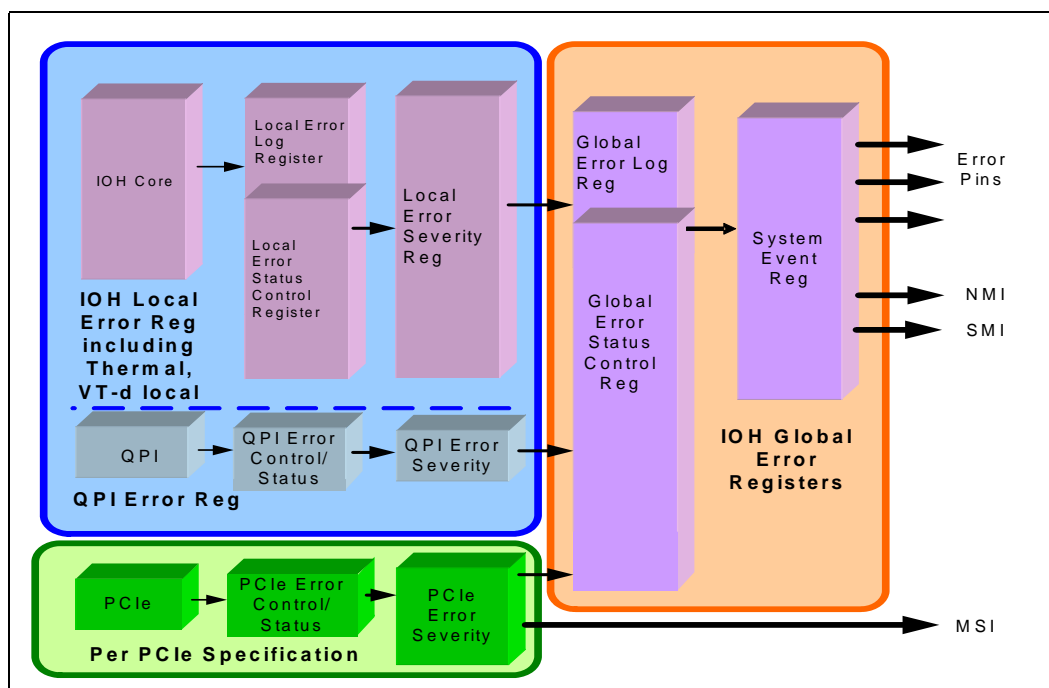 IOH Core
Local Error
Log
Register
Local
Error
Status
Control
Register
Local
Error
Severity
Reg
IOH Local
Error Reg
including
Thermal,
VT-d local
QPI
QPI Error
Control/
Status
QPI Error
Severity
QPI Error Reg
PCIe
PCIe Error
Control/
Status
PCIe
Error
Severity
Per PCIe Specification
Global
Error Log
Reg
Global
Error
Status
Control
Reg
System
Event
Reg
IOH Global
Error
Registers
Error
Pins
NMI
SMI
MSI